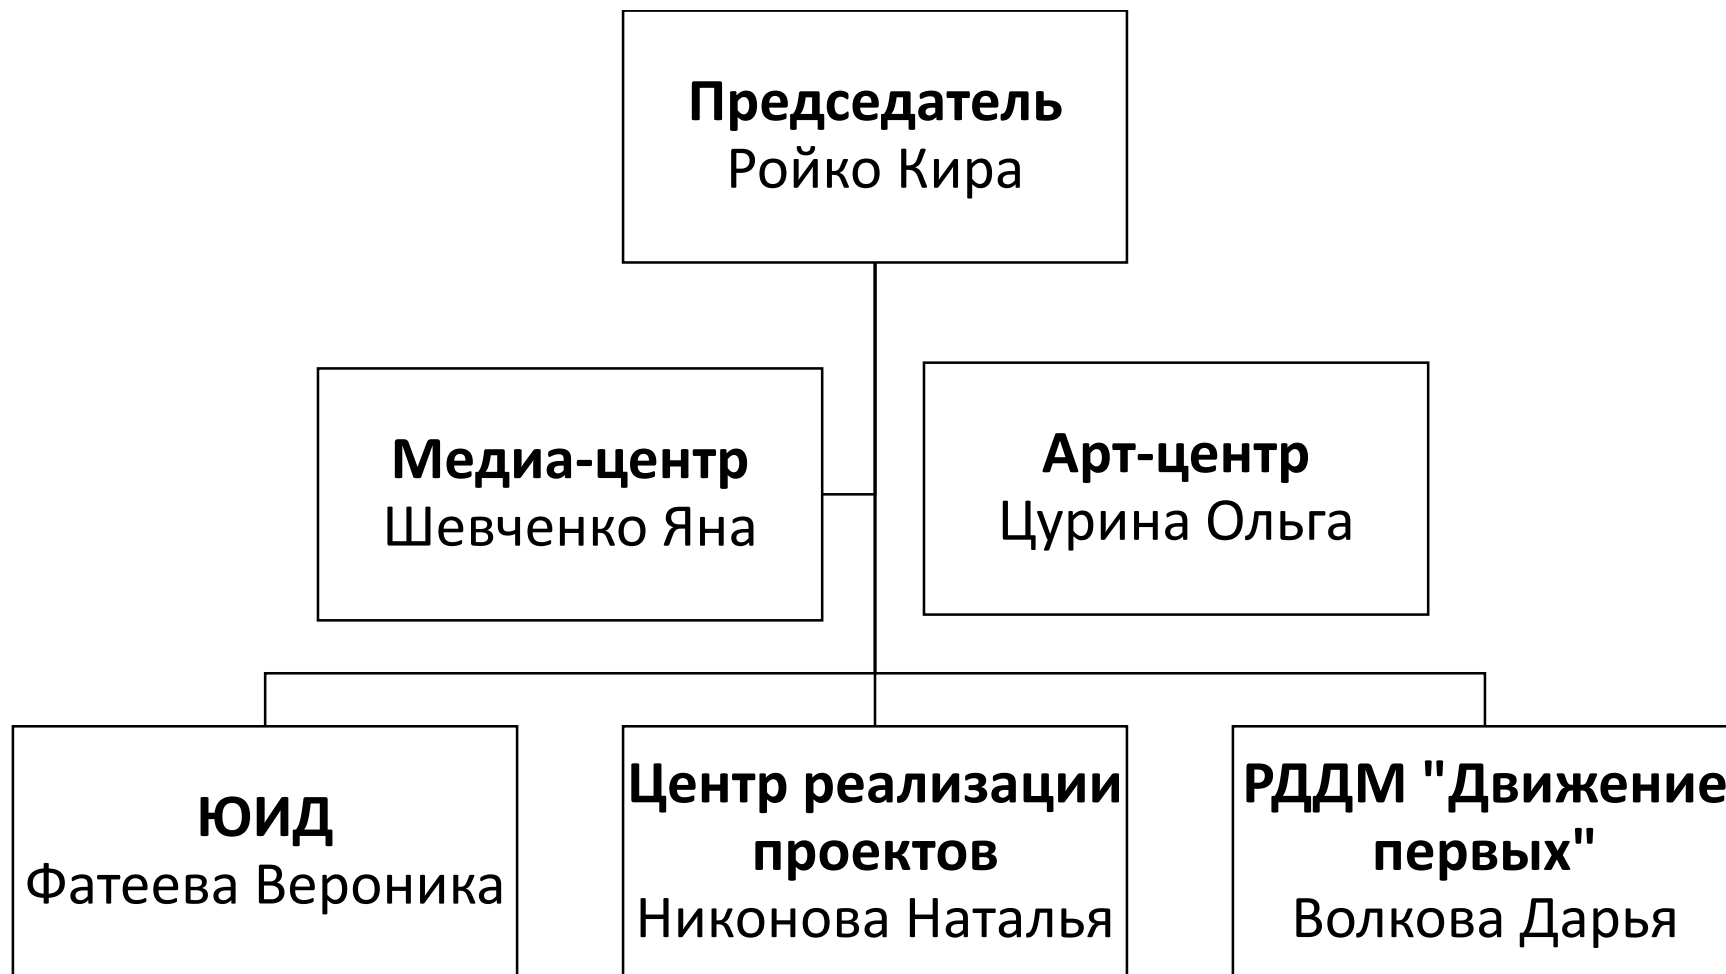 Председатель
Ройко Кира
Медиа-центр
Шевченко Яна
Арт-центр
Цурина Ольга
ЮИД
Фатеева Вероника
Центр реализации
проектов
Никонова Наталья
РДДМ "Движение
первых"
Волкова Дарья